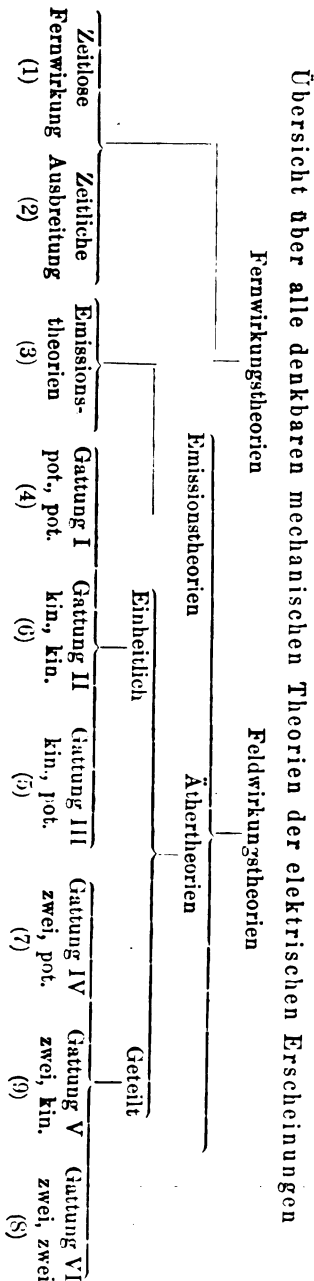 Übersicht über alle denkbaren mechanischen Theorien der elektrischen Erscheinungen
Fernwirkungstheorien Feldwirkungstheorien
Emissionstheorien Äthertheorien
Einheitlich Geteilt
Zeitlose Zeitliche Emissions- Gattung I Gattung II Gattung III Gattung IV Gattung V Gattung VI
Fernwirkung Ausbreitung theorien pot., pot. kin., kin. kin., pot. zwei, pot. zwei, kin. zwei, zwei
(1) (2) (3) (4) (6) (5) (7) (9) (8)